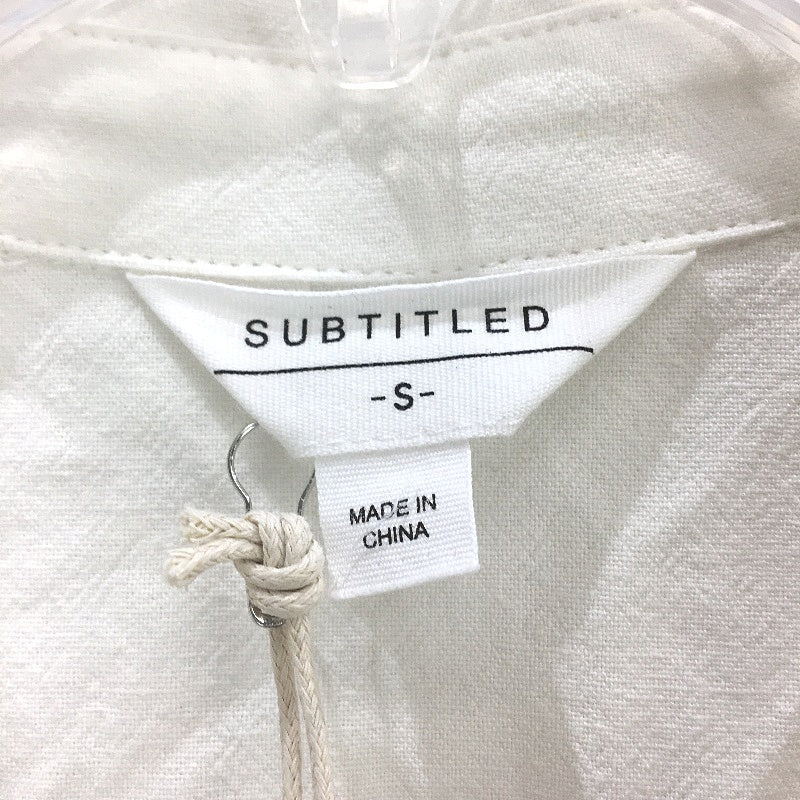 SUBTITLED
-S-
MADE IN
CHINA